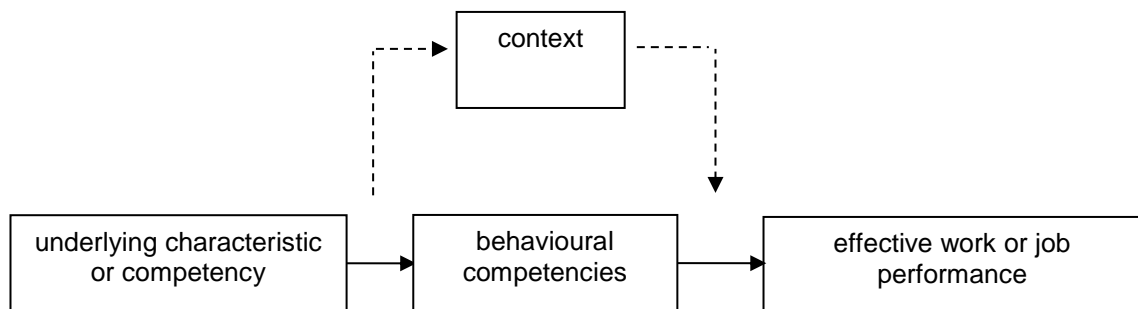 context
underlying characteristic
or competency
behavioural
competencies
effective work or job
performance